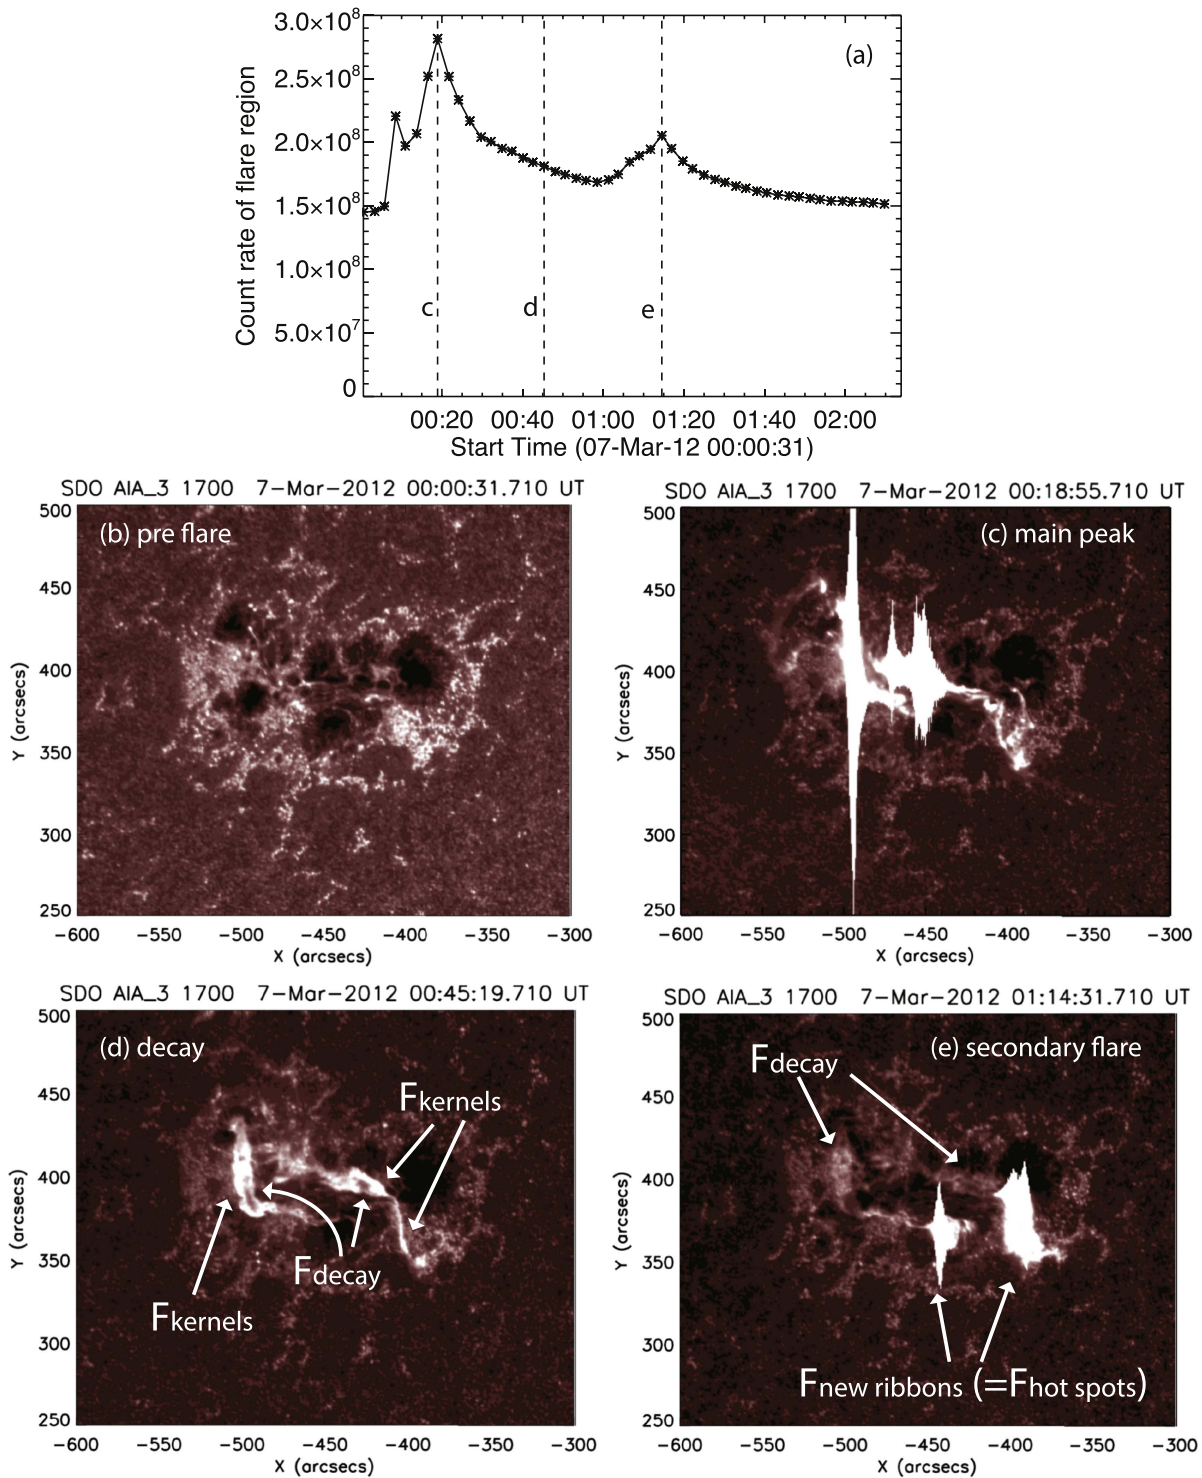 (a)
Count rate of flare region
3.0×10⁸
2.5×10⁸
2.0×10⁸
1.5×10⁸
1.0×10⁸
5.0×10⁷
0
c
d
e
00:20 00:40 01:00 01:20 01:40 02:00
Start Time (07-Mar-12 00:00:31)
SDO AIA_3 1700 7-Mar-2012 00:00:31.710 UT
(b) pre flare
Y (arcsecs)
500
450
400
350
300
250
-600 -550 -500 -450 -400 -350 -300
X (arcsecs)
SDO AIA_3 1700 7-Mar-2012 00:18:55.710 UT
(c) main peak
Y (arcsecs)
500
450
400
350
300
250
-600 -550 -500 -450 -400 -350 -300
X (arcsecs)
SDO AIA_3 1700 7-Mar-2012 00:45:19.710 UT
(d) decay
Fkernels
Fdecay
Fkernels
Y (arcsecs)
500
450
400
350
300
250
-600 -550 -500 -450 -400 -350 -300
X (arcsecs)
SDO AIA_3 1700 7-Mar-2012 01:14:31.710 UT
(e) secondary flare
Fdecay
Fnew ribbons (=Fhot spots)
Y (arcsecs)
500
450
400
350
300
250
-600 -550 -500 -450 -400 -350 -300
X (arcsecs)